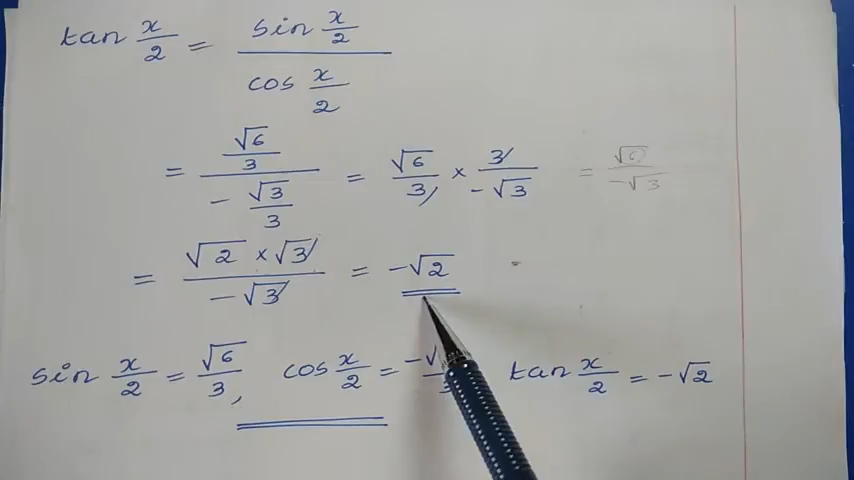 tan x/2 = sin x/2 / cos x/2
= √6/3 / -√3/3 = √6/3, × 3/-√3 = √6/-√3
= √2 × √3 / -√3 = -√2
sin x/2 = √6/3, cos x/2 = -√ /3 tan x/2 = -√2